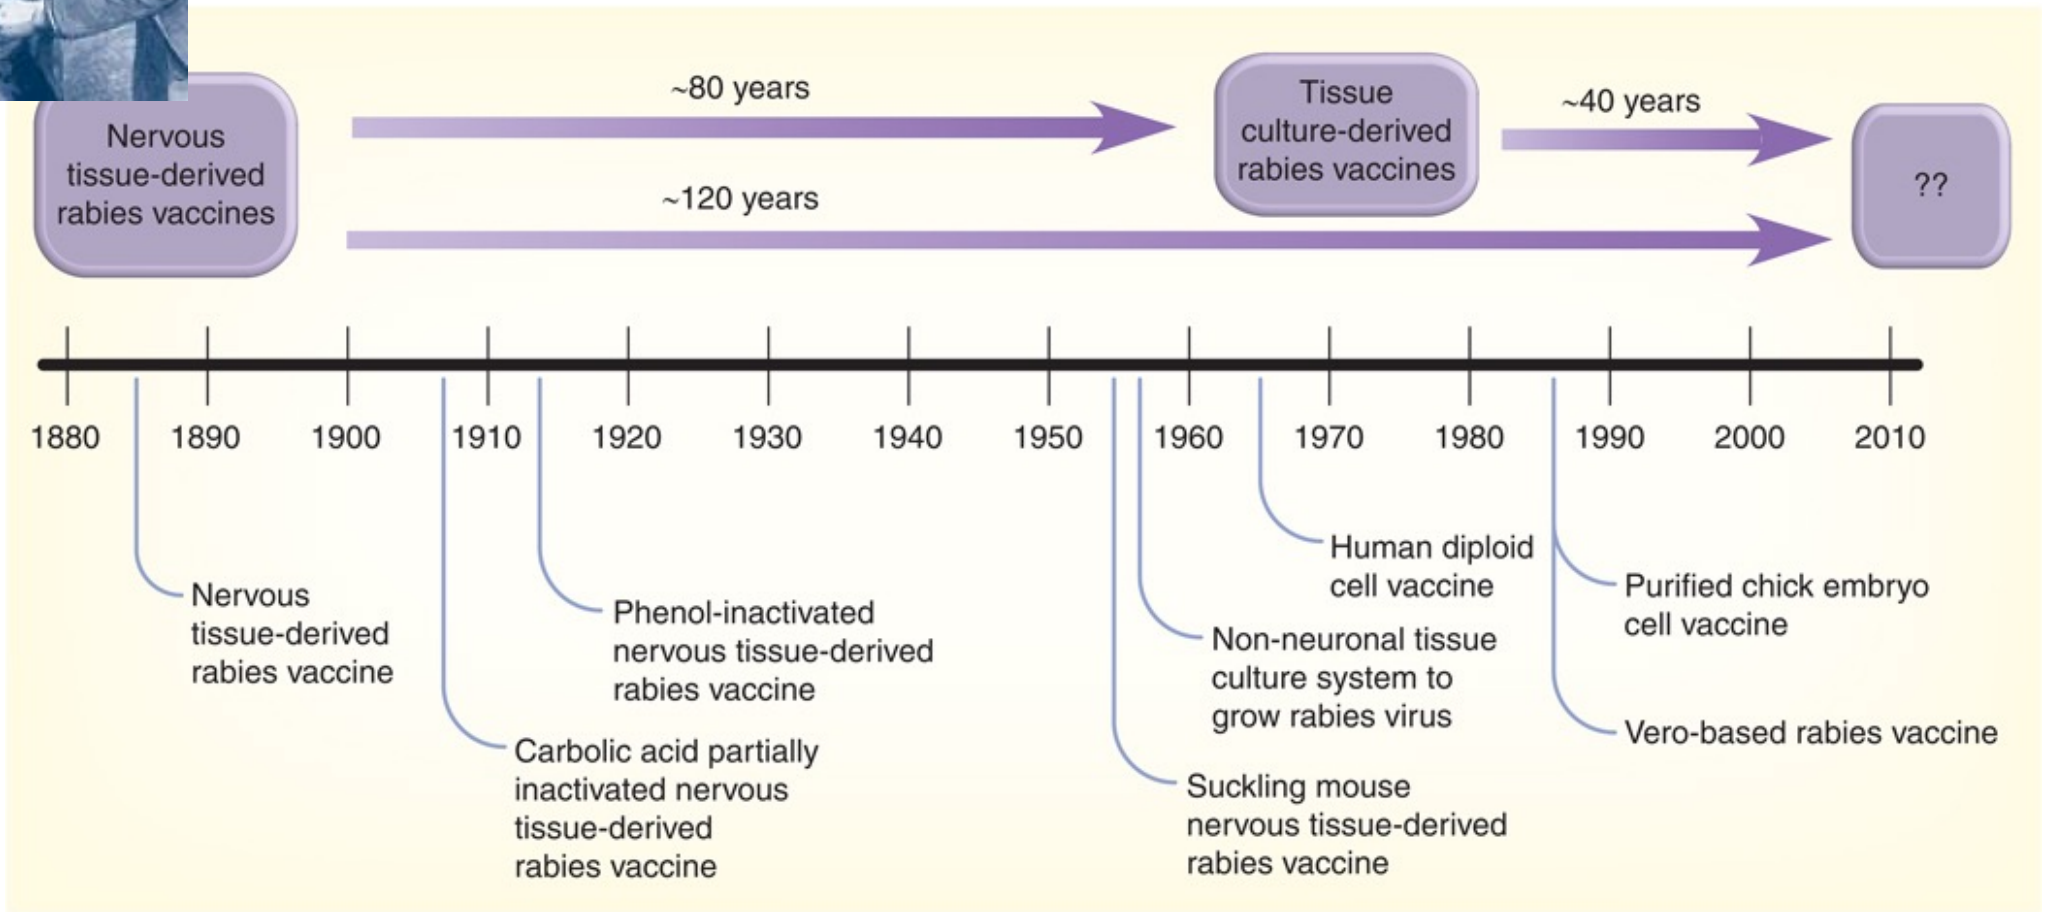 Nervous
tissue-derived
rabies vaccines
~80 years
~120 years
Tissue
culture-derived
rabies vaccines
~40 years
??
1880 1890 1900 1910 1920 1930 1940 1950 1960 1970 1980 1990 2000 2010
Nervous
tissue-derived
rabies vaccine
Carbolic acid partially
inactivated nervous
tissue-derived
rabies vaccine
Phenol-inactivated
nervous tissue-derived
rabies vaccine
Suckling mouse
nervous tissue-derived
rabies vaccine
Non-neuronal tissue
culture system to
grow rabies virus
Human diploid
cell vaccine
Purified chick embryo
cell vaccine
Vero-based rabies vaccine